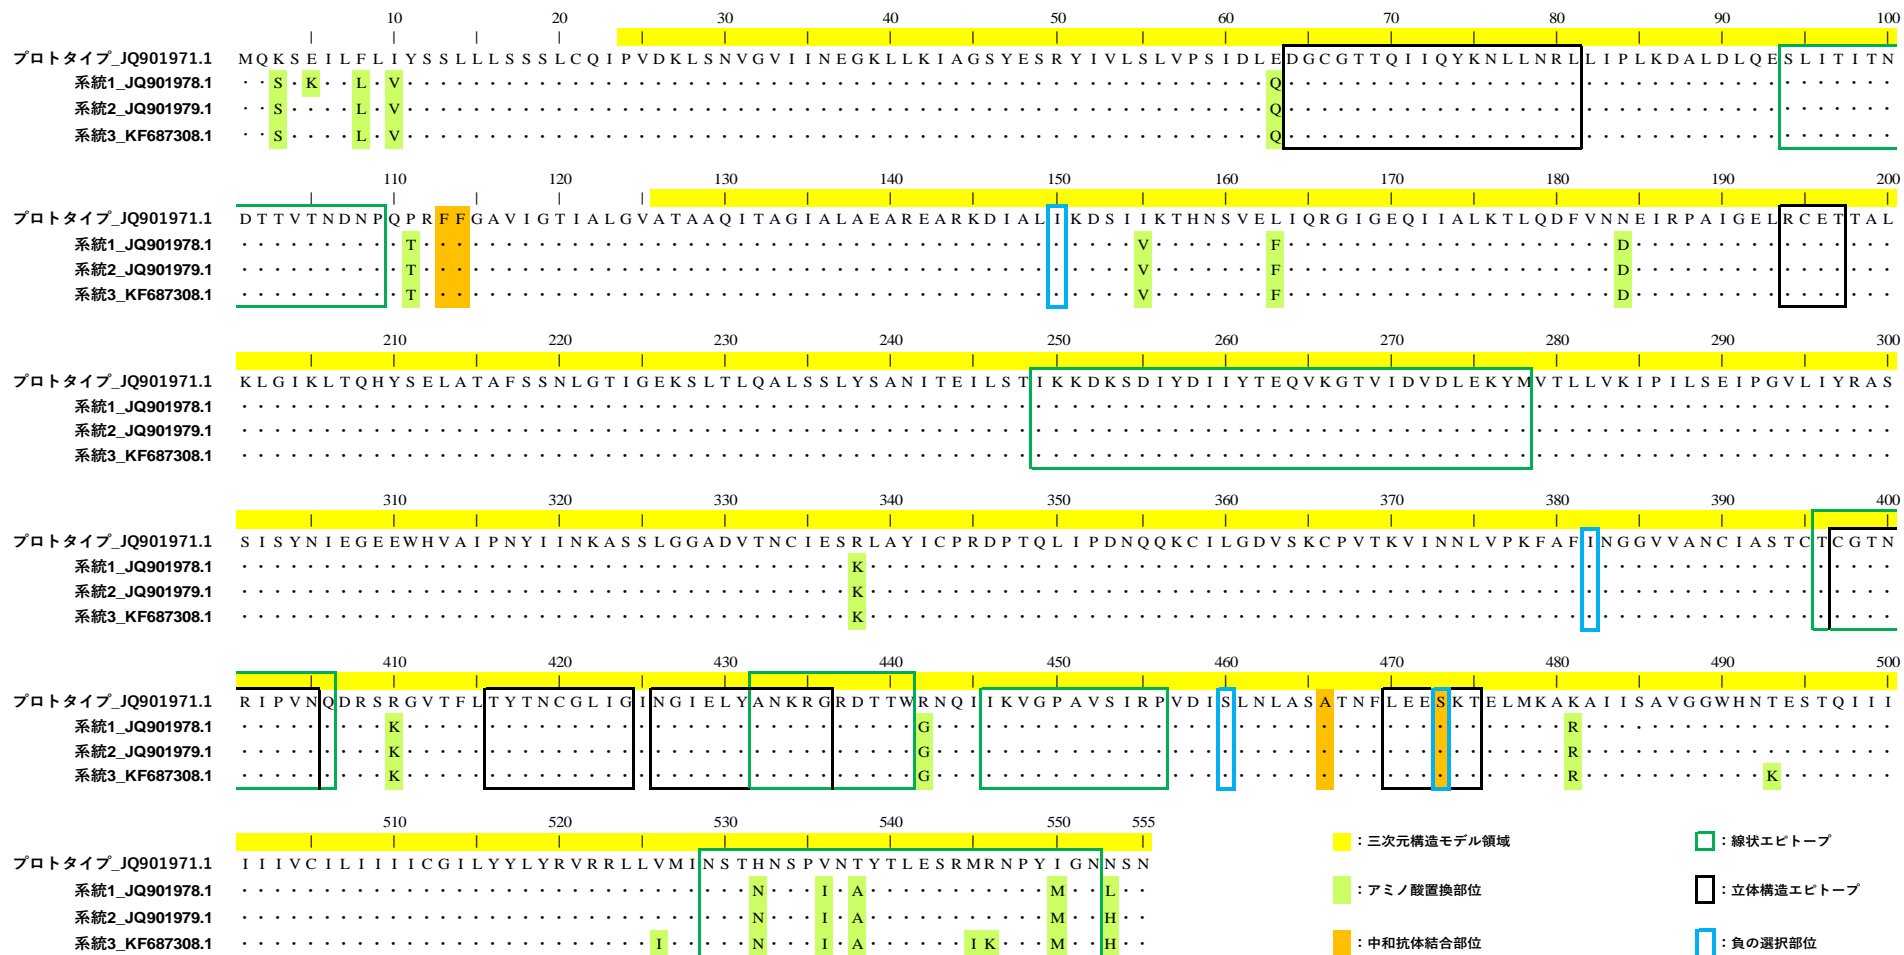 10 20 30 40 50 60 70 80 90 100
プロトタイプ_JQ901971.1 MQKSEILFLIYSSLLLSSSLCQIPVDKLSNVGVIINEGKLLKIAGSYESRYIVLSLVPSIDLEDGCGTTQIIQYKNLLNRLLIPLKDALDLQESLITITN
系統1_JQ901978.1 ··S·K··L·V····················································Q·····································
系統2_JQ901979.1 ··S····L·V····················································Q·····································
系統3_KF687308.1 ··S····L·V····················································Q·····································
110 120 130 140 150 160 170 180 190 200
プロトタイプ_JQ901971.1 DTTVTNDNPQPRFFGAVIGTIALGVATAAQITAGIALAEAREARKDIALIKDSIIKTHNSVELIQRGIGEQIIALKTLQDFVNNEIRPAIGELRCETTAL
系統1_JQ901978.1 ··········T···········································V·······F····················D················
系統2_JQ901979.1 ··········T···········································V·······F····················D················
系統3_KF687308.1 ··········T···········································V·······F····················D················
210 220 230 240 250 260 270 280 290 300
プロトタイプ_JQ901971.1 KLGIKLTQHYSELATAFSSNLGTIGEKSLTLQALSSLYSANITEILSTIKKDKSDIYDIIYTEQVKGTVIDVDLEKYMVTLLVKIPILSEIPGVLIYRAS
系統1_JQ901978.1 ····································································································
系統2_JQ901979.1 ····································································································
系統3_KF687308.1 ····································································································
310 320 330 340 350 360 370 380 390 400
プロトタイプ_JQ901971.1 SISYNIEGEEWHVAIPNYIINKASSLGGADVTNCIESRLAYICPRDPTQLIPDNQQKCILGDVSKCPVTKVINNLVPKFAFINGGVVANCIASTCTCGTN
系統1_JQ901978.1 ·····································K······························································
系統2_JQ901979.1 ·····································K······························································
系統3_KF687308.1 ·····································K······························································
410 420 430 440 450 460 470 480 490 500
プロトタイプ_JQ901971.1 RIPVNQDRSRGVTFLTYTNCGLIGINGIELYANKRGRDTTWRNQIIKVGPAVSIRPVDISLNLASATNFLEESKTELMKAKAIISAVGGWHNTESTQIII
系統1_JQ901978.1 ·········K·······························G······································R···················
系統2_JQ901979.1 ·········K·······························G······································R···················
系統3_KF687308.1 ·········K·······························G······································R···········K·······
510 520 530 540 550 555
プロトタイプ_JQ901971.1 IIIVCILIIIICGILYYLYRVRRLLVMINSTHNSPVNTYTLESRMRNPYIGNNSN
系統1_JQ901978.1 ·······························N···I·A···········M··L··
系統2_JQ901979.1 ·······························N···I·A···········M··H··
系統3_KF687308.1 ·························I·····N···I·A······IK···M··H··
：三次元構造モデル領域
：線状エピトープ
：アミノ酸置換部位
：立体構造エピトープ
：中和抗体結合部位
：負の選択部位